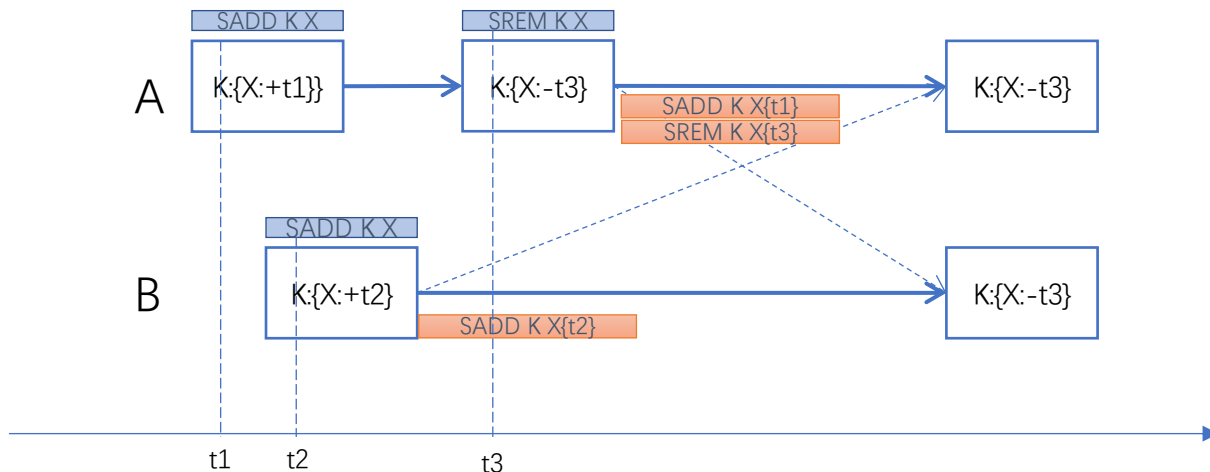 SADD K X
SREM K X
A
K:{X:+t1}}
K:{X:-t3}
K:{X:-t3}
SADD K X{t1}
SREM K X{t3}
SADD K X
B
K:{X:+t2}
K:{X:-t3}
SADD K X{t2}
t1
t2
t3